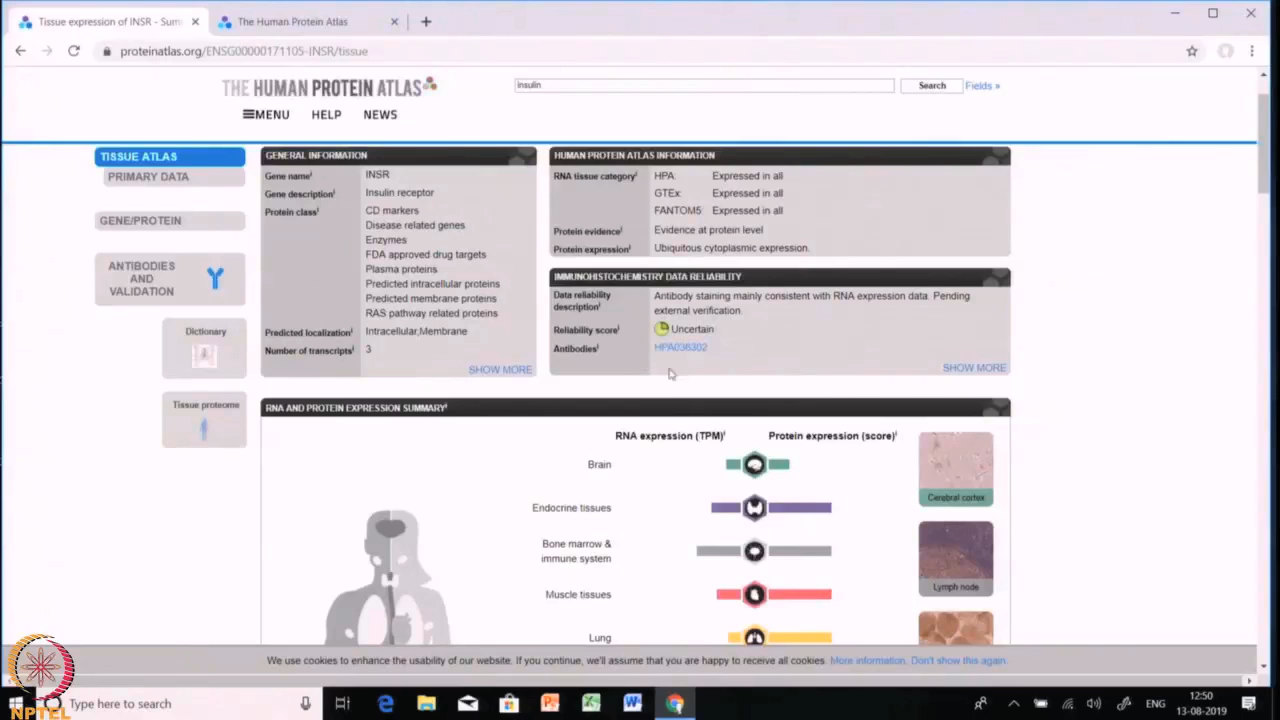 Tissue expression of INSR - Sum
The Human Protein Atlas
proteinatlas.org/ENSG00000171105-INSR/tissue
THE HUMAN PROTEIN ATLAS
insulin
Search
Fields »
MENU
HELP
NEWS
TISSUE ATLAS
PRIMARY DATA
GENE/PROTEIN
ANTIBODIES
AND
VALIDATION
Dictionary
Tissue proteome
GENERAL INFORMATION
Gene name INSR
Gene description Insulin receptor
Protein class CD markers
Disease related genes
Enzymes
FDA approved drug targets
Plasma proteins
Predicted intracellular proteins
Predicted membrane proteins
RAS pathway related proteins
Predicted localization Intracellular,Membrane
Number of transcripts 3
SHOW MORE
HUMAN PROTEIN ATLAS INFORMATION
RNA tissue category HPA: Expressed in all
GTEx: Expressed in all
FANTOM5: Expressed in all
Protein evidence Evidence at protein level
Protein expression Ubiquitous cytoplasmic expression.
IMMUNOHISTOCHEMISTRY DATA RELIABILITY
Data reliability
description
Antibody staining mainly consistent with RNA expression data. Pending
external verification.
Reliability score Uncertain
Antibodies HPA036302
SHOW MORE
RNA AND PROTEIN EXPRESSION SUMMARY
RNA expression (TPM) Protein expression (score)
Brain
Endocrine tissues
Bone marrow &
immune system
Muscle tissues
Lung
Cerebral cortex
Lymph node
We use cookies to enhance the usability of our website. If you continue, we'll assume that you are happy to receive all cookies. More information. Don't show this again.
NPTEL
Type here to search
ENG
12:50
13-08-2019